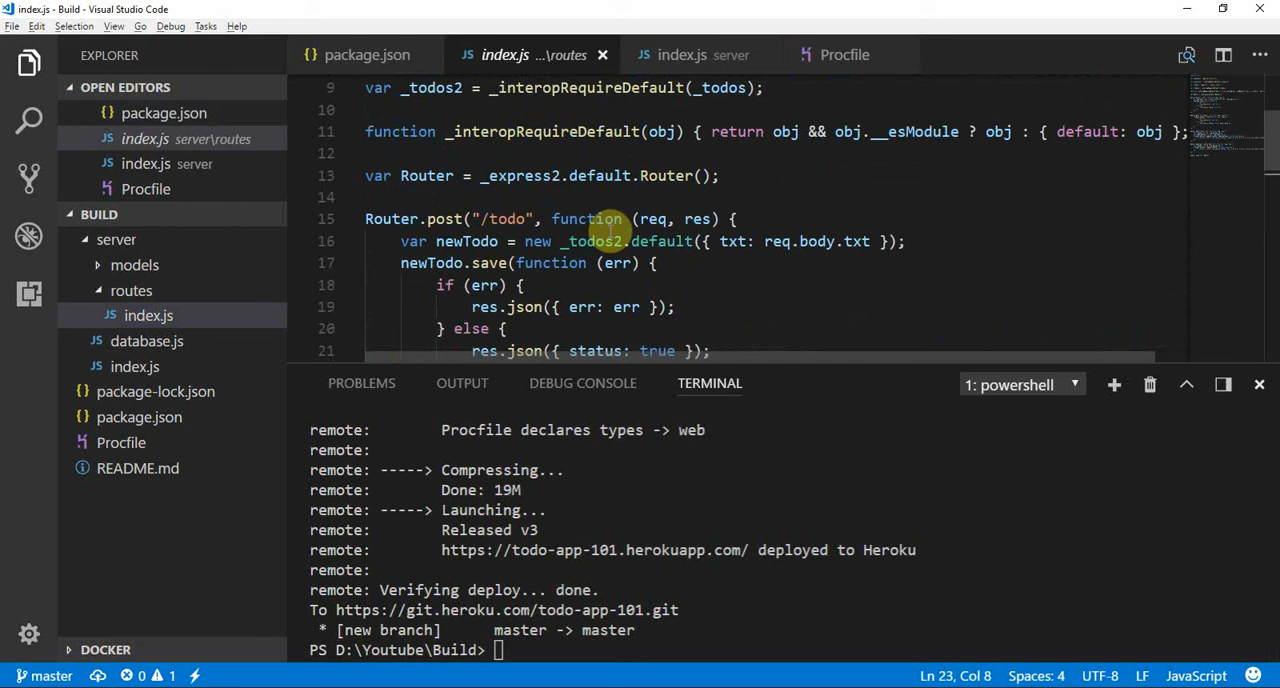 index.js - Build - Visual Studio Code
File Edit Selection View Go Debug Tasks Help
EXPLORER
OPEN EDITORS
package.json
index.js server\routes
index.js server
Procfile
BUILD
server
models
routes
index.js
database.js
index.js
package-lock.json
package.json
Procfile
README.md
DOCKER
package.json index.js ...\routes index.js server Procfile
9 var _todos2 = _interopRequireDefault(_todos);
10
11 function _interopRequireDefault(obj) { return obj && obj.__esModule ? obj : { default: obj };
12
13 var Router = _express2.default.Router();
14
15 Router.post("/todo", function (req, res) {
16 var newTodo = new _todos2.default({ txt: req.body.txt });
17 newTodo.save(function (err) {
18 if (err) {
19 res.json({ err: err });
20 } else {
21 res.json({ status: true });
PROBLEMS OUTPUT DEBUG CONSOLE TERMINAL 1: powershell
remote: Procfile declares types -> web
remote:
remote: -----> Compressing...
remote: Done: 19M
remote: -----> Launching...
remote: Released v3
remote: https://todo-app-101.herokuapp.com/ deployed to Heroku
remote:
remote: Verifying deploy... done.
To https://git.heroku.com/todo-app-101.git
* [new branch] master -> master
PS D:\Youtube\Build>
master 0 1 Ln 23, Col 8 Spaces: 4 UTF-8 LF JavaScript